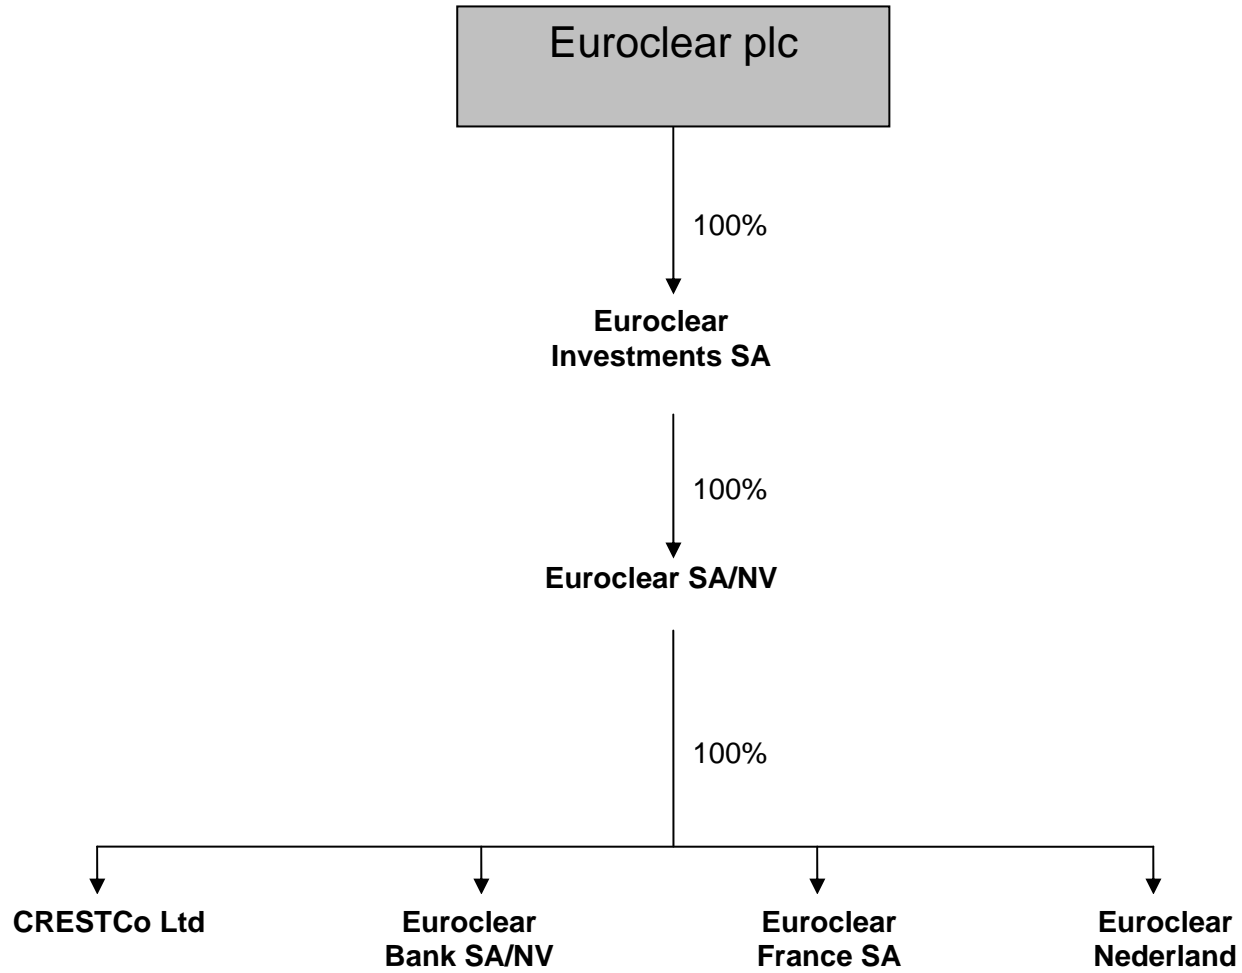 Euroclear plc
100%
Euroclear
Investments SA
100%
Euroclear SA/NV
100%
CRESTCo Ltd
Euroclear
Bank SA/NV
Euroclear
France SA
Euroclear
Nederland